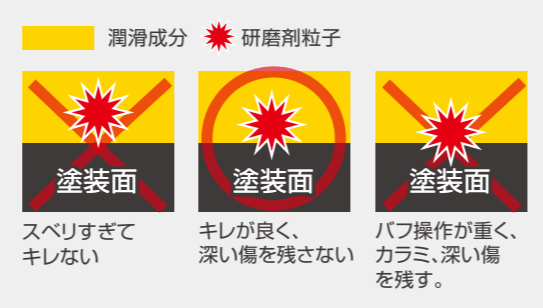 潤滑成分 研磨剤粒子
塗装面 塗装面 塗装面
スベリすぎて
キレない
キレが良く、
深い傷を残さない
バフ操作が重く、
カラミ、深い傷
を残す。